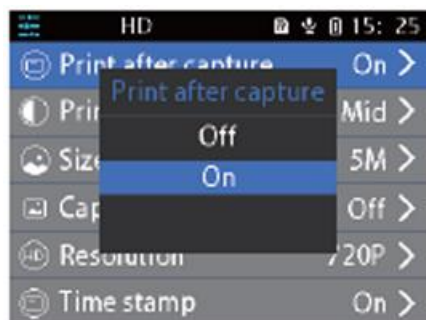 HD 15: 25
Print after capture On
Print after capture
Mid
Off
Size 5M
On
Off
Resolution 720P
Time stamp On